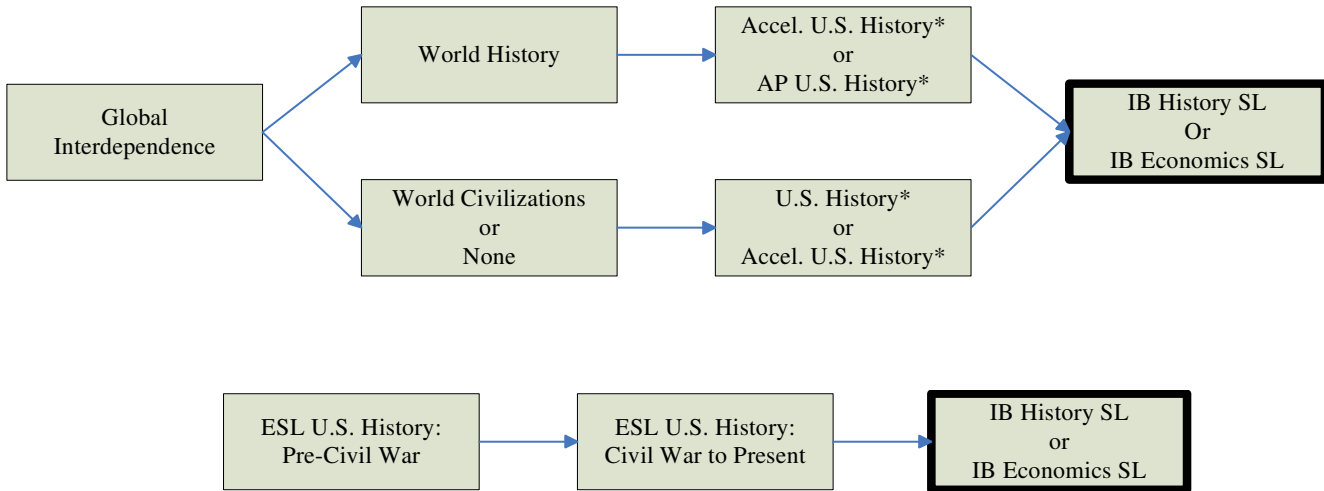 World History
Accel. U.S. History*
or
AP U.S. History*
Global
Interdependence
IB History SL
Or
IB Economics SL
World Civilizations
or
None
U.S. History*
or
Accel. U.S. History*
ESL U.S. History:
Pre-Civil War
ESL U.S. History:
Civil War to Present
IB History SL
or
IB Economics SL